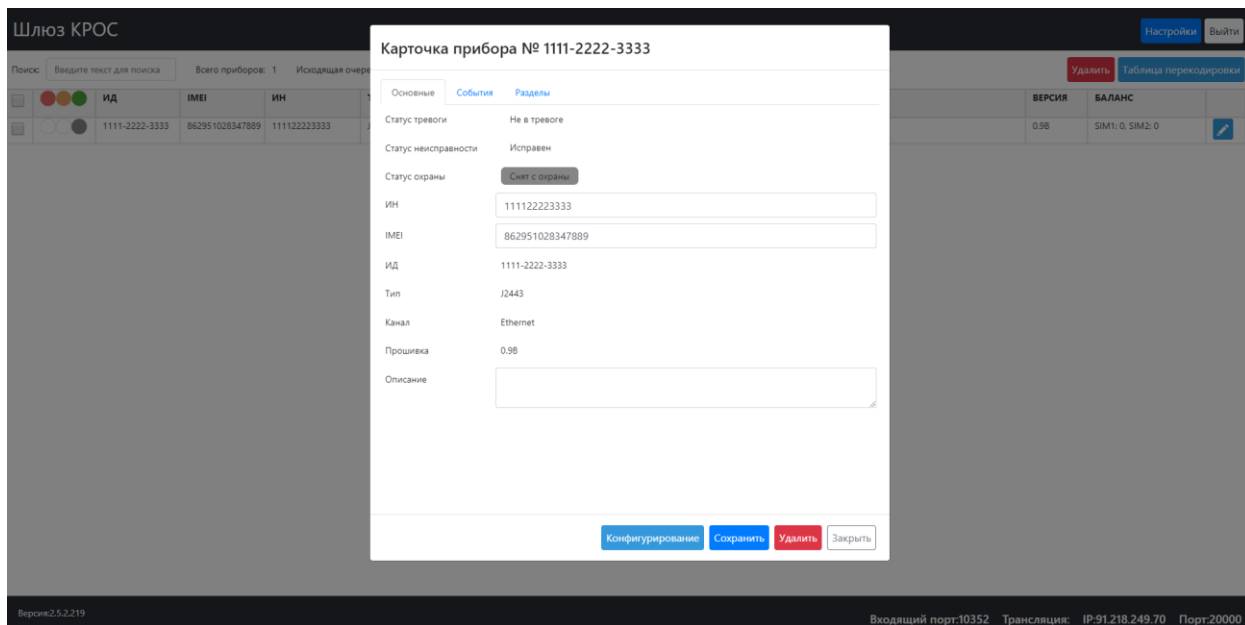 Шлюз КРОС
Настройки Выйти
Поиск: Введите текст для поиска Всего приборов: 1 Исходящая очере
Удалить Таблица перекодировки
ИД IMEI ИН ВЕРСИЯ БАЛАНС
1111-2222-3333 862951028347889 111122223333 0.9B SIM1: 0, SIM2: 0
Карточка прибора № 1111-2222-3333
Основные События Разделы
Статус тревоги Не в тревоге
Статус неисправности Исправен
Статус охраны Снят с охраны
ИН 111122223333
IMEI 862951028347889
ИД 1111-2222-3333
Тип J2443
Канал Ethernet
Прошивка 0.9B
Описание
Конфигурирование Сохранить Удалить Закрыть
Версия:2.5.2.219
Входящий порт:10352 Трансляция: IP:91.218.249.70 Порт:20000